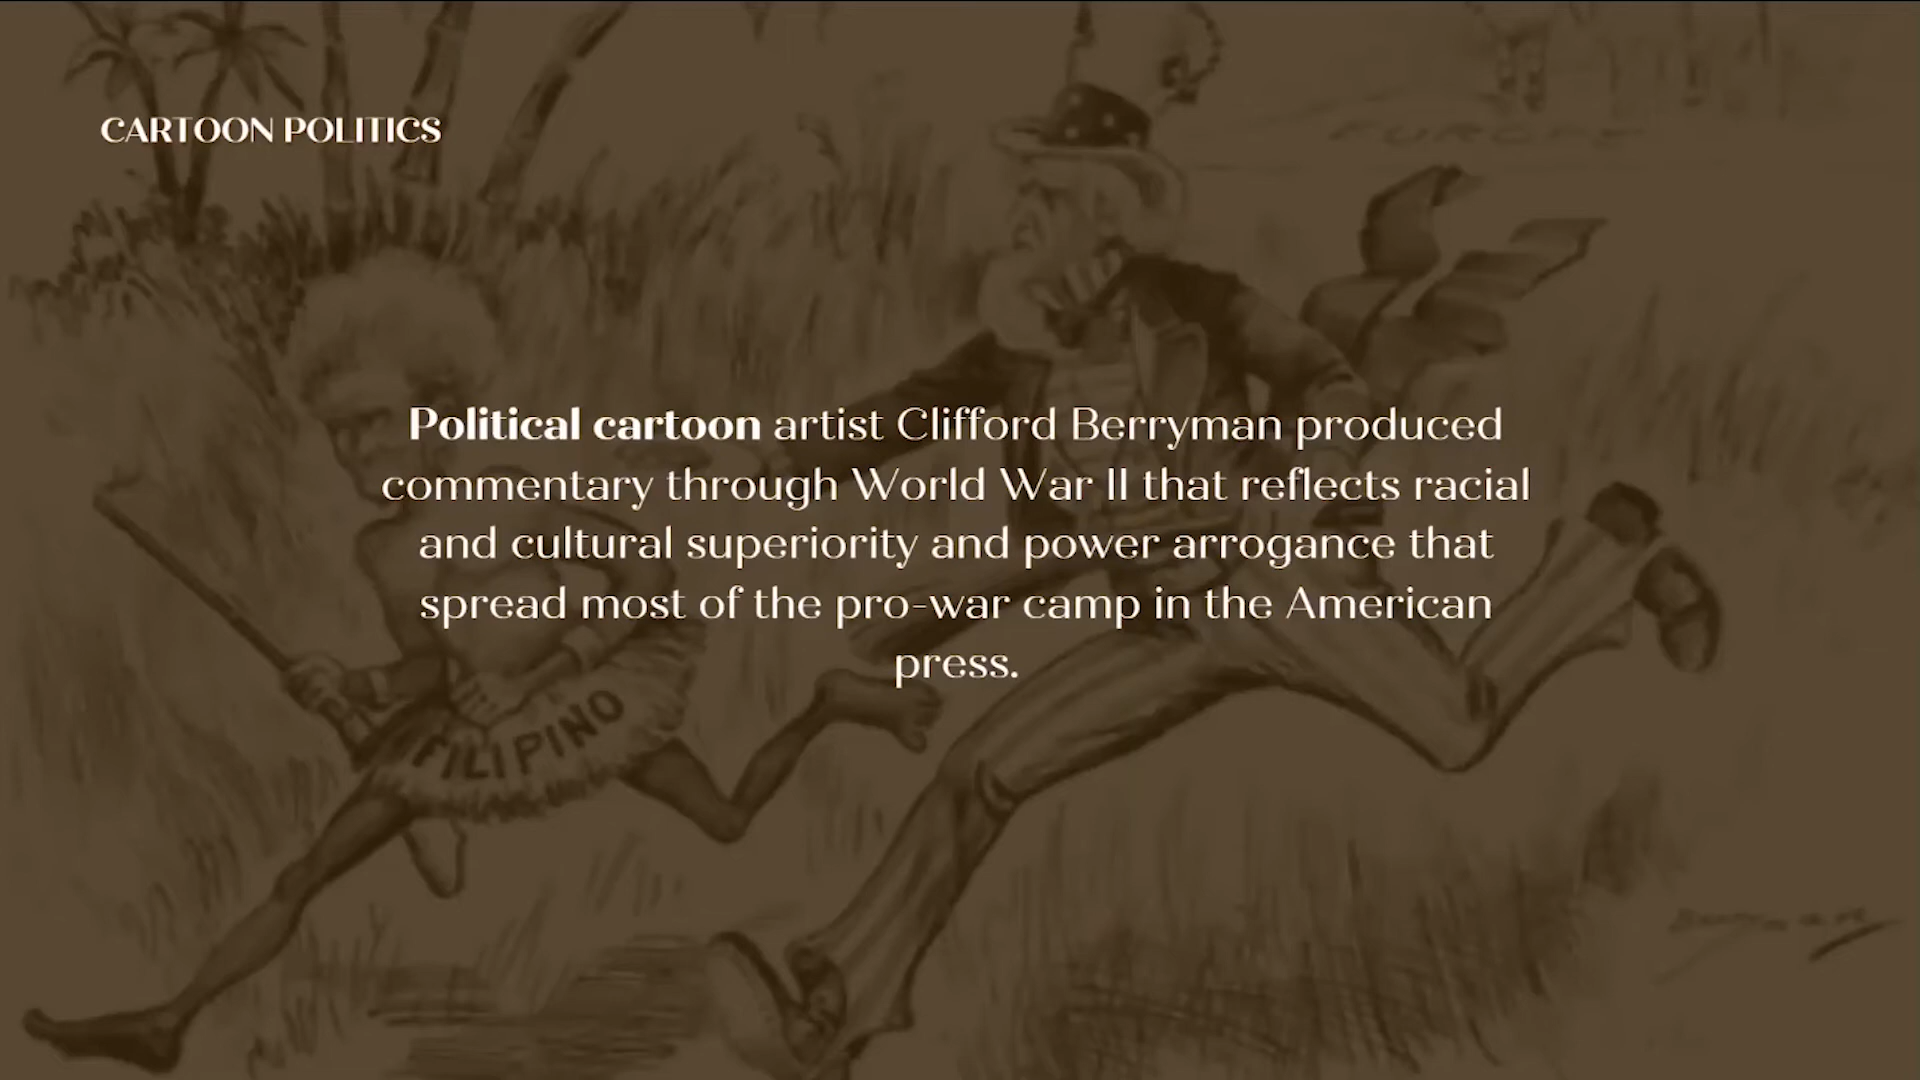 CARTOON POLITICS
EUROPE
Political cartoon artist Clifford Berryman produced
commentary through World War II that reflects racial
and cultural superiority and power arrogance that
spread most of the pro-war camp in the American
press.
FILIPINO